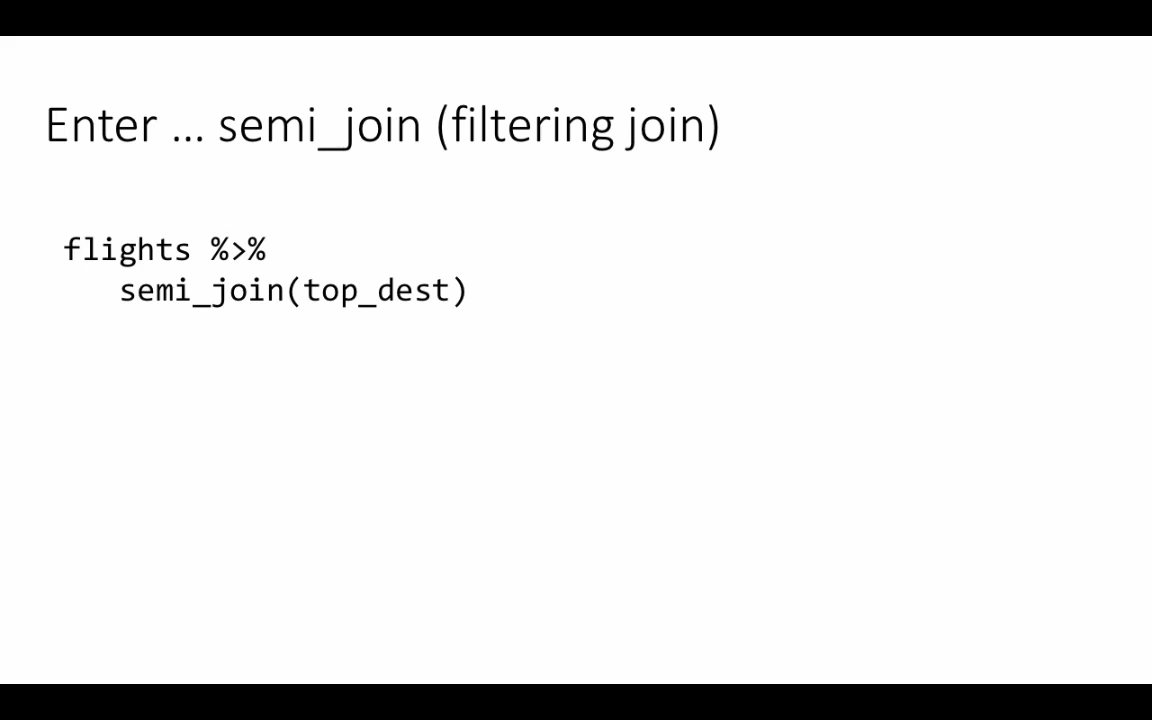 Enter … semi_join (filtering join)
flights %>%
semi_join(top_dest)